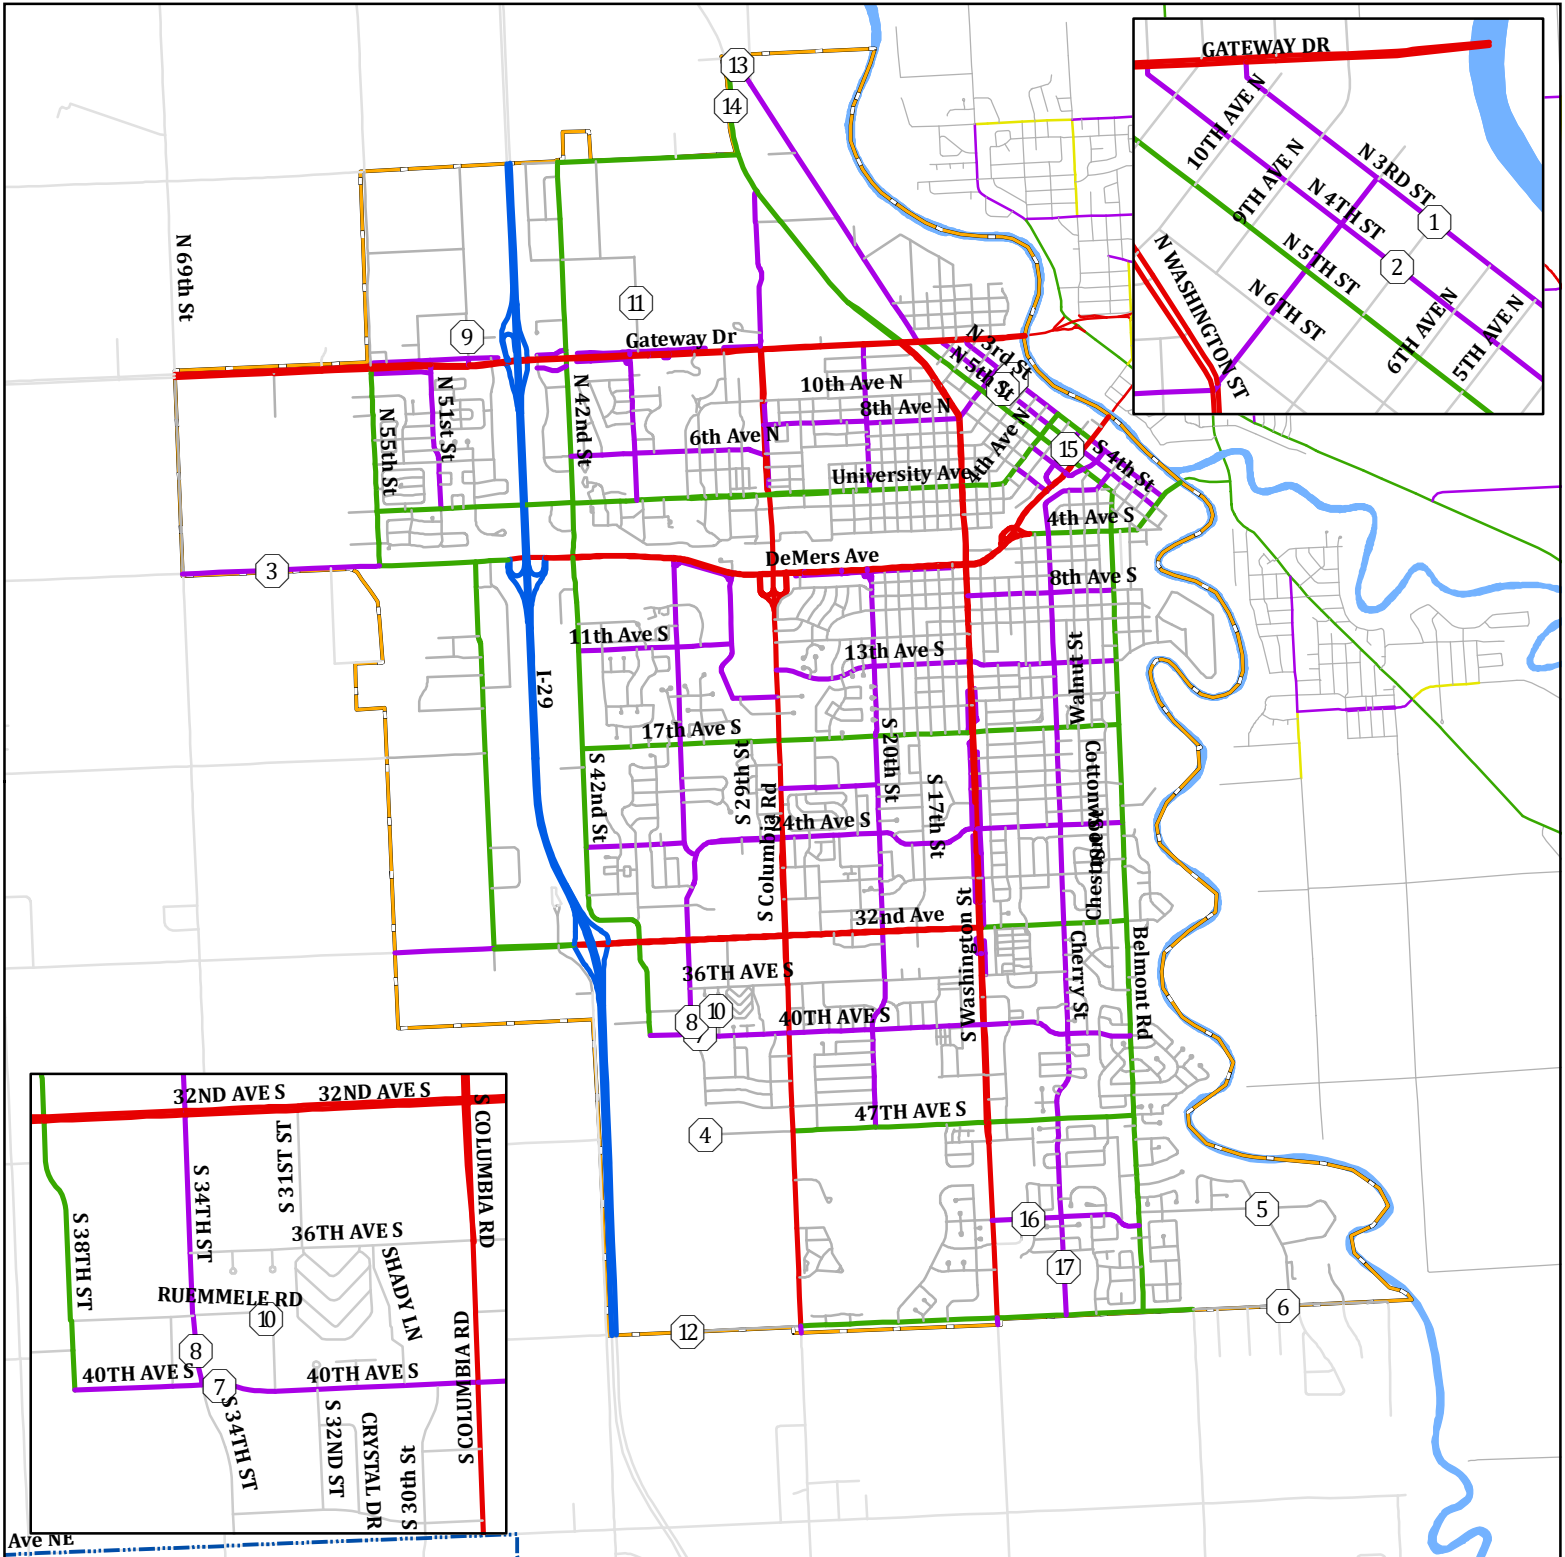 13
14
GATEWAY DR
10TH AVE N
9TH AVE N
N 3RD ST
N 4TH ST
1
2
N 5TH ST
N 6TH ST
N WASHINGTON ST
6TH AVE N
5TH AVE N
N 69th St
11
9
Gateway Dr
N 3rd St
N 5th St
10th Ave N
8th Ave N
6th Ave N
N 42nd St
N 51st St
N 55th St
4th Ave N
15
S 4th St
University Ave
4th Ave S
3
DeMers Ave
8th Ave S
11th Ave S
13th Ave S
Walnut St
I-29
17th Ave S
S 29th St
S 20th St
S 17th St
S 42nd St
24th Ave S
S Columbia Rd
32nd Ave
S Washington St
Cherry St
Belmont Rd
36TH AVE S
10
8
7
40TH AVE S
47TH AVE S
4
5
16
17
6
12
32ND AVE S
32ND AVE S
S COLUMBIA RD
S 31ST ST
S 34TH ST
S 38TH ST
36TH AVE S
SHADY LN
RUEMMELE RD
10
8
7
40TH AVE S
40TH AVE S
S COLUMBIA RD
S 34TH ST
S 32ND ST
CRYSTAL DR
S 30th St
Ave NE